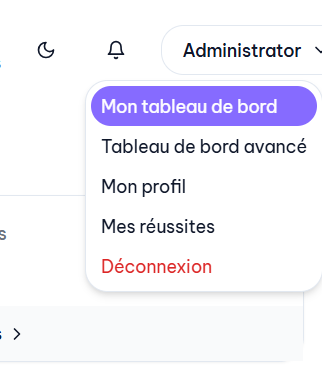 Administrator
Mon tableau de bord
Tableau de bord avancé
Mon profil
Mes réussites
Déconnexion